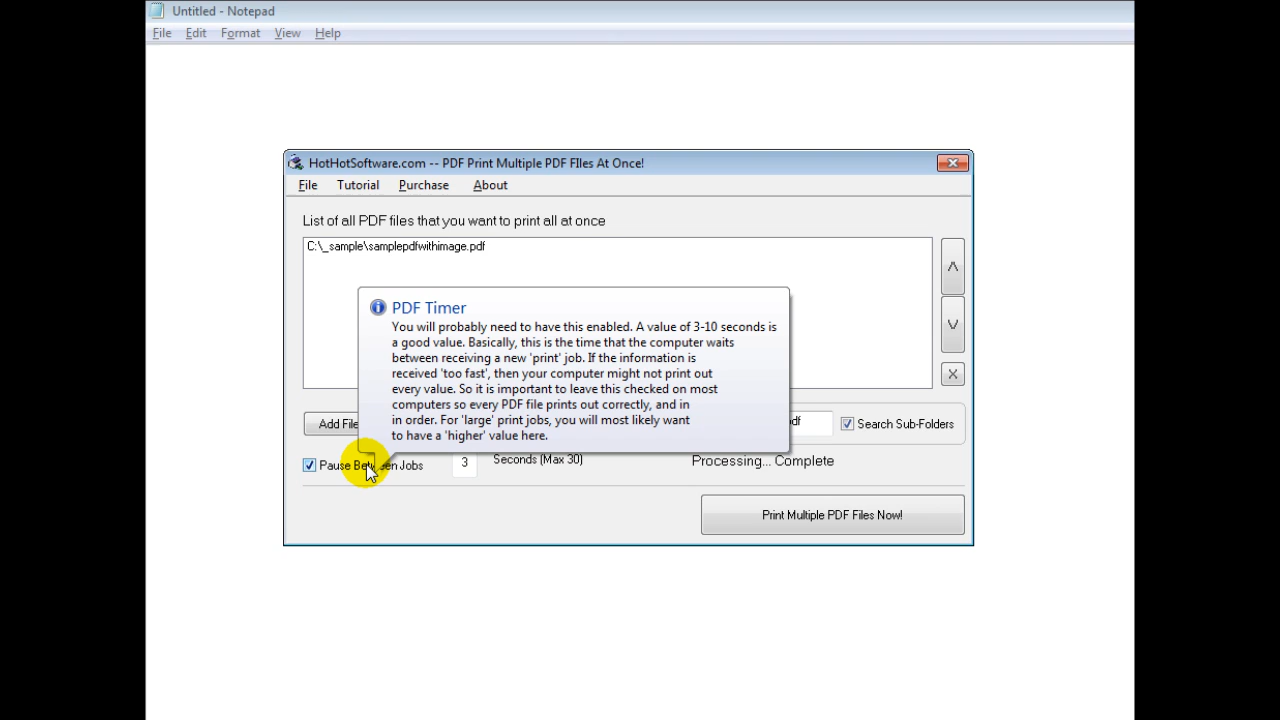 Untitled - Notepad
File Edit Format View Help
HotHotSoftware.com -- PDF Print Multiple PDF FIles At Once!
File Tutorial Purchase About
List of all PDF files that you want to print all at once
C:\_sample\samplepdfwithimage.pdf
PDF Timer
You will probably need to have this enabled. A value of 3-10 seconds is
a good value. Basically, this is the time that the computer waits
between receiving a new 'print' job. If the information is
received 'too fast', then your computer might not print out
every value. So it is important to leave this checked on most
computers so every PDF file prints out correctly, and in
in order. For 'large' print jobs, you will most likely want
to have a 'higher' value here.
Add File
Search Sub-Folders
Pause Between Jobs 3 Seconds (Max 30) Processing... Complete
Print Multiple PDF Files Now!